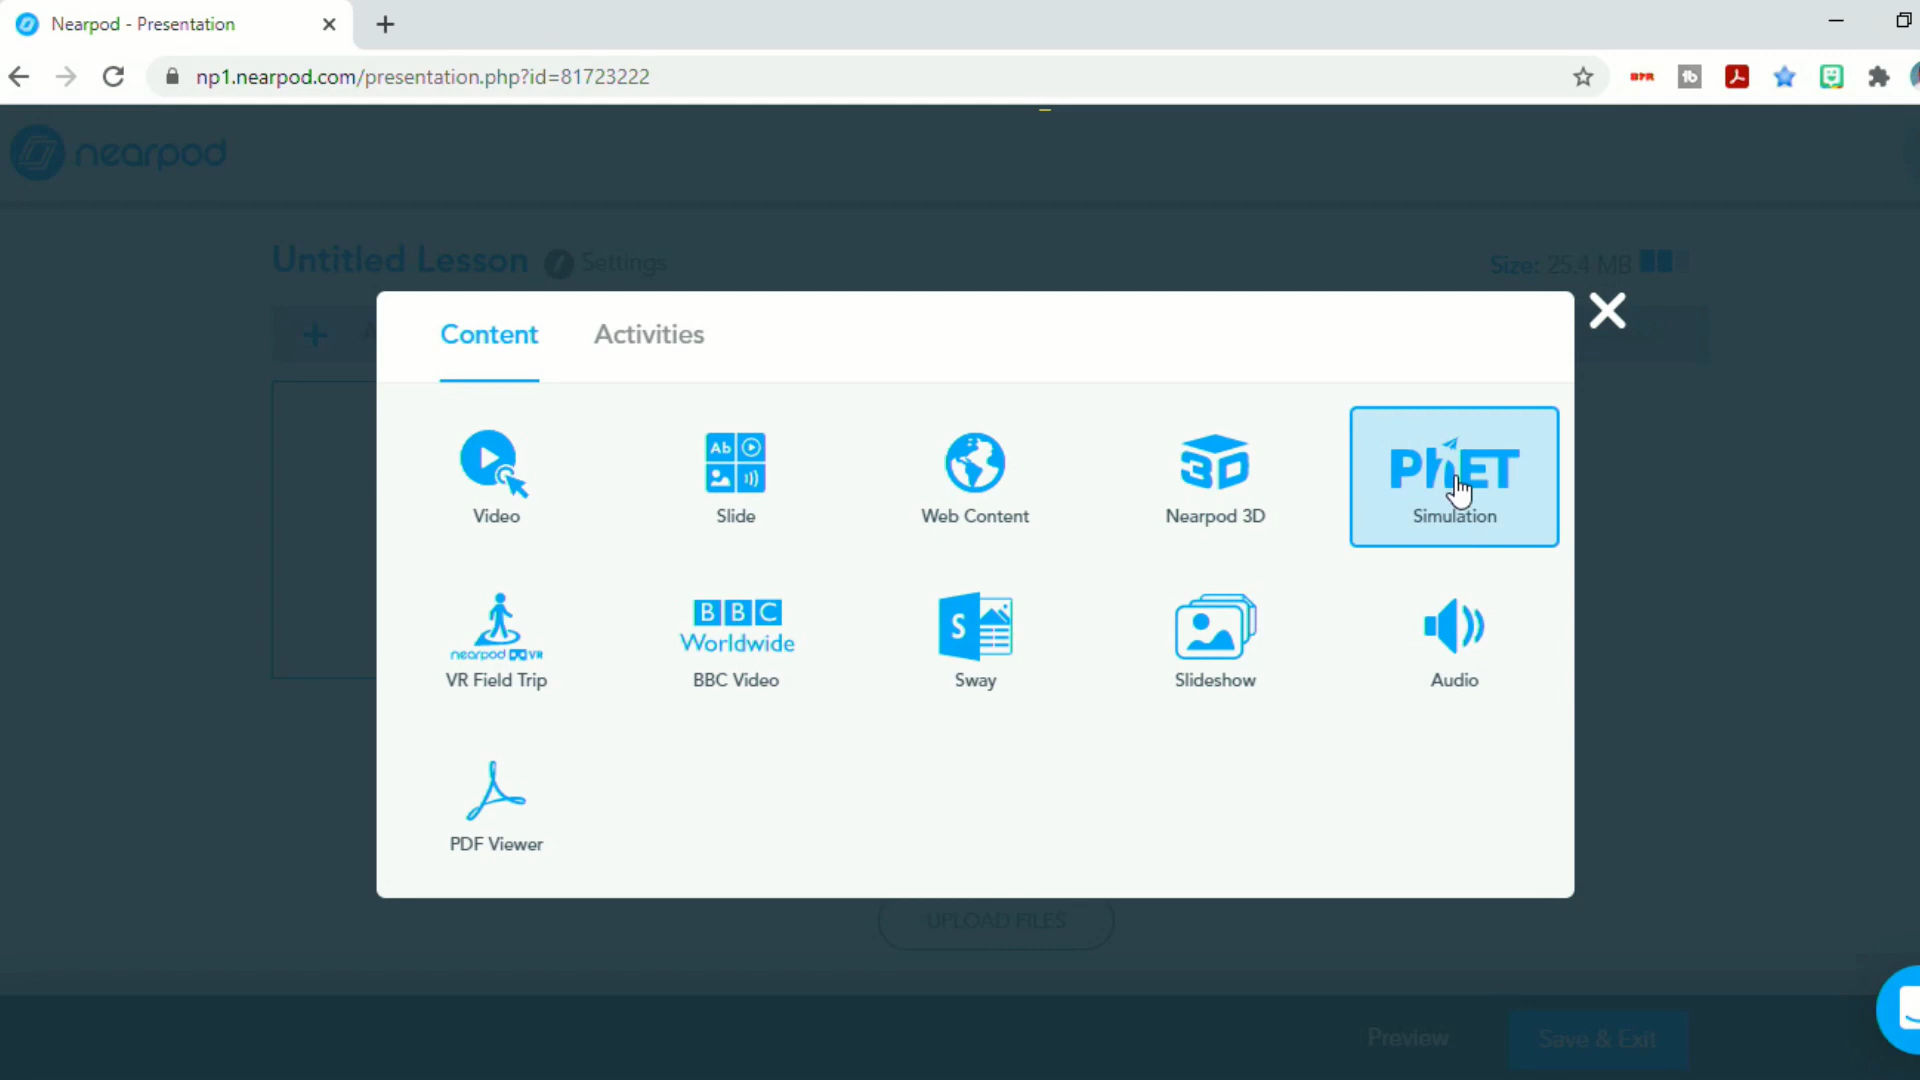 Nearpod - Presentation
np1.nearpod.com/presentation.php?id=81723222
nearpod
Untitled Lesson Settings
Size: 25.4 MB
Content Activities
Ab
Video Slide Web Content
3D
Nearpod 3D
PhET
Simulation
nearpod VR
VR Field Trip
BBC
Worldwide
BBC Video
S
Sway
Slideshow
Audio
PDF Viewer
UPLOAD FILES
Preview
Save & Exit